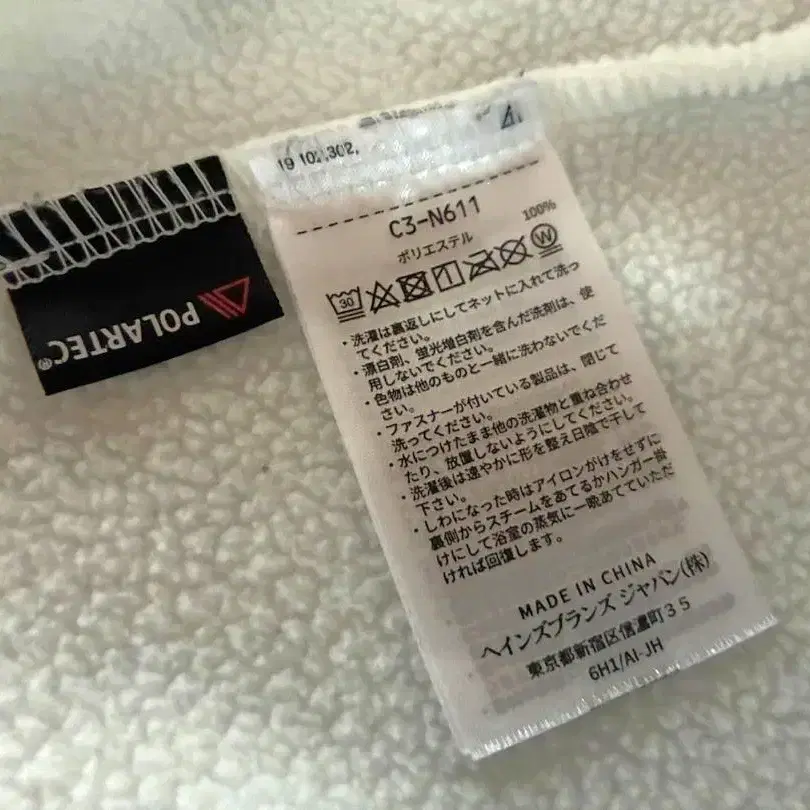 POLARTEC®
19 102.302.
C3-N611
ポリエステル 100%
30
W
・洗濯は裏返しにしてネットに入れて洗っ
てください。
・漂白剤、蛍光増白剤を含んだ洗剤は、使
用しないでください。
・色物は他のものと一緒に洗わないでくだ
さい。
・ファスナーが付いている製品は、閉じて
洗ってください。
・水につけたまま他の洗濯物と重ね合わせ
たり、放置しないようにしてください。
・洗濯後は速やかに形を整え日陰で干して
下さい。
・しわになった時はアイロンがけをせずに
裏側からスチームをあてるかハンガー掛
けにして浴室の蒸気に一晩あてていただ
ければ回復します。
MADE IN CHINA
ヘインズブランズ ジャパン(株)
東京都新宿区信濃町35
6H1/AI-JH